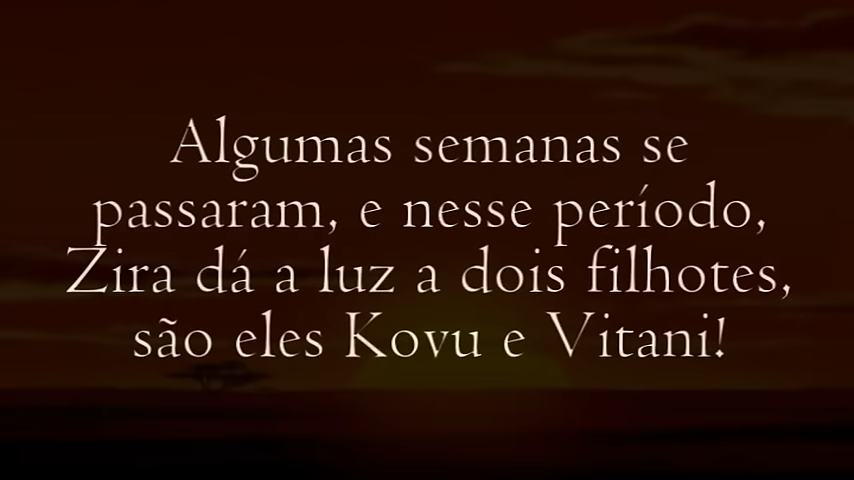 Algumas semanas se
passaram, e nesse período,
Zira dá a luz a dois filhotes,
são eles Kovu e Vitani!